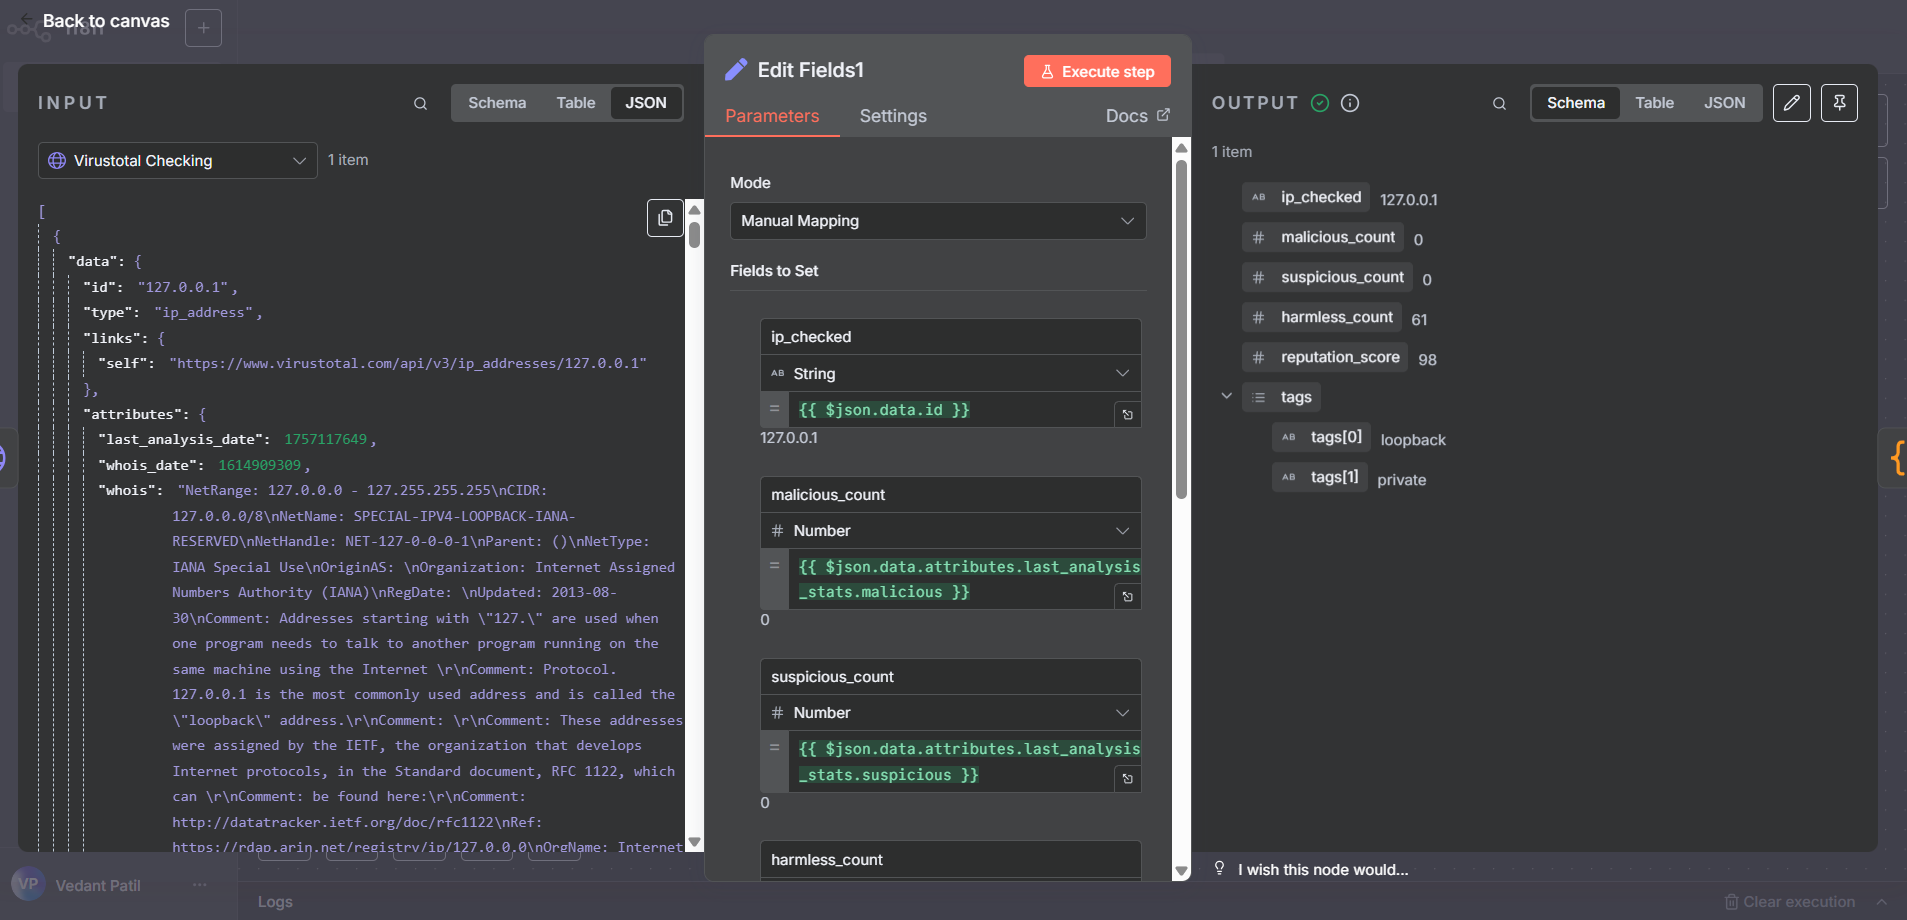 Back to canvas
n8n
INPUT
Schema
Table
JSON
Virustotal Checking
1 item
[
{
"data": {
"id": "127.0.0.1",
"type": "ip_address",
"links": {
"self": "https://www.virustotal.com/api/v3/ip_addresses/127.0.0.1"
},
"attributes": {
"last_analysis_date": 1757117649,
"whois_date": 1614909309,
"whois": "NetRange: 127.0.0.0 - 127.255.255.255\nCIDR:
127.0.0.0/8\nNetName: SPECIAL-IPV4-LOOPBACK-IANA-
RESERVED\nNetHandle: NET-127-0-0-0-1\nParent: ()\nNetType:
IANA Special Use\nOriginAS: \nOrganization: Internet Assigned
Numbers Authority (IANA)\nRegDate: \nUpdated: 2013-08-
30\nComment: Addresses starting with \"127.\" are used when
one program needs to talk to another program running on the
same machine using the Internet \r\nComment: Protocol.
127.0.0.1 is the most commonly used address and is called the
\"loopback\" address.\r\nComment: \r\nComment: These addresses
were assigned by the IETF, the organization that develops
Internet protocols, in the Standard document, RFC 1122, which
can \r\nComment: be found here:\r\nComment:
http://datatracker.ietf.org/doc/rfc1122\nRef:
https://rdap.arin.net/registry/ip/127.0.0.0\nOrgName: Internet
Edit Fields1
Execute step
Parameters
Settings
Docs
Mode
Manual Mapping
Fields to Set
ip_checked
AB String
= {{ $json.data.id }}
127.0.0.1
malicious_count
# Number
= {{ $json.data.attributes.last_analysis
_stats.malicious }}
0
suspicious_count
# Number
= {{ $json.data.attributes.last_analysis
_stats.suspicious }}
0
harmless_count
OUTPUT
Schema
Table
JSON
1 item
AB ip_checked 127.0.0.1
# malicious_count 0
# suspicious_count 0
# harmless_count 61
# reputation_score 98
tags
AB tags[0] loopback
AB tags[1] private
{
I wish this node would...
VP Vedant Patil ...
Logs
Clear execution